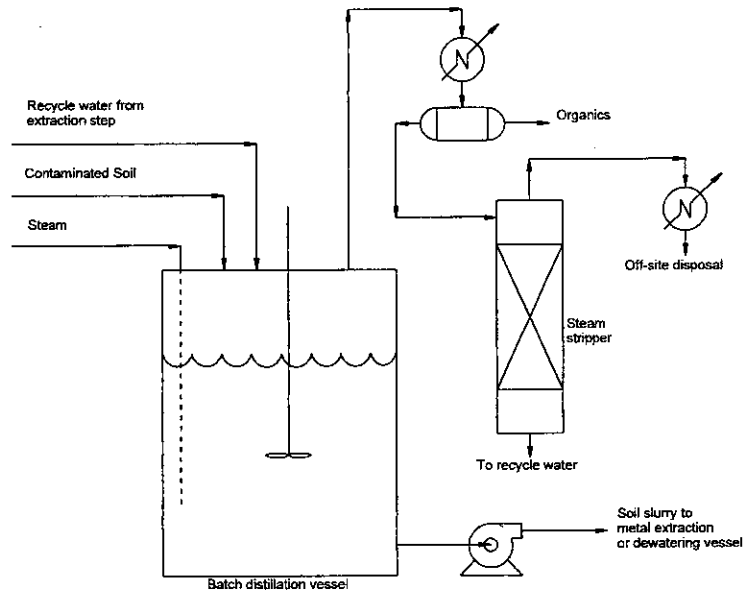 Recycle water from
extraction step
Contaminated Soil
Steam
N
Organics
N
Off-site disposal
Steam
stripper
To recycle water
Soil slurry to
metal extraction
or dewatering vessel
Batch distillation vessel